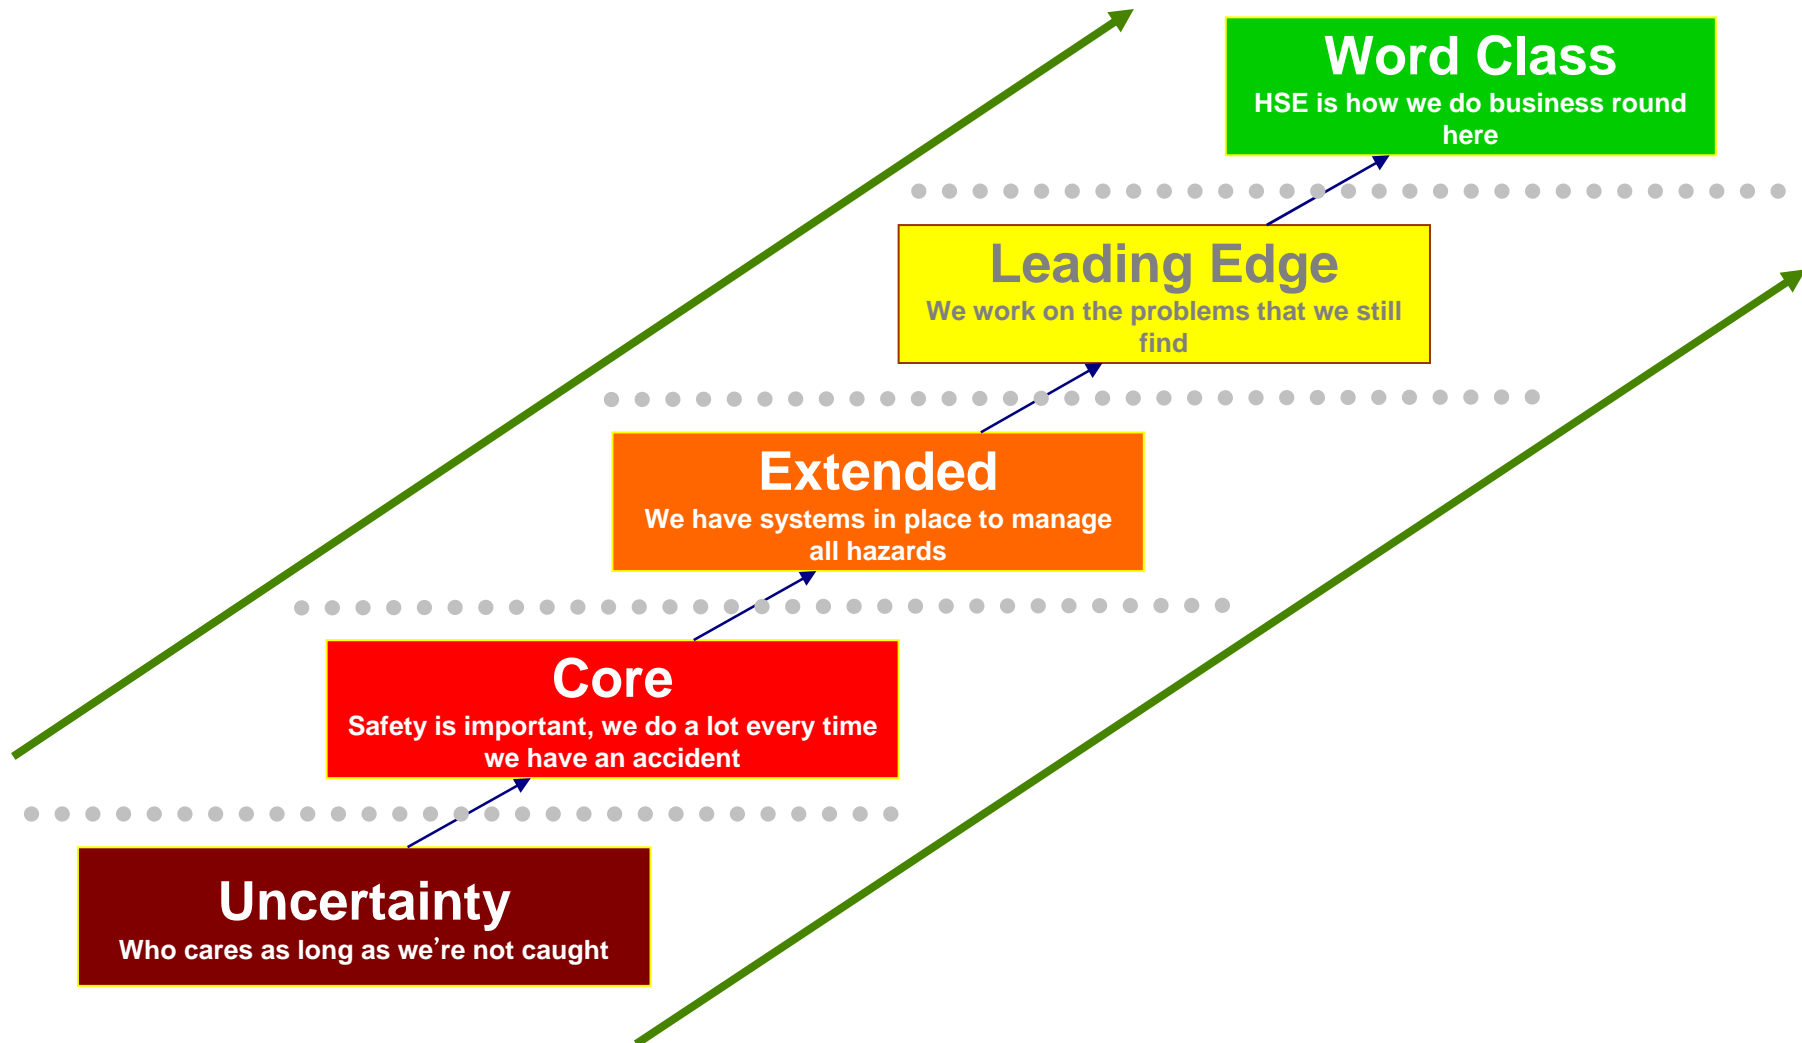 Word Class
HSE is how we do business round
here
Leading Edge
We work on the problems that we still
find
Extended
We have systems in place to manage
all hazards
Core
Safety is important, we do a lot every time
we have an accident
Uncertainty
Who cares as long as we’re not caught